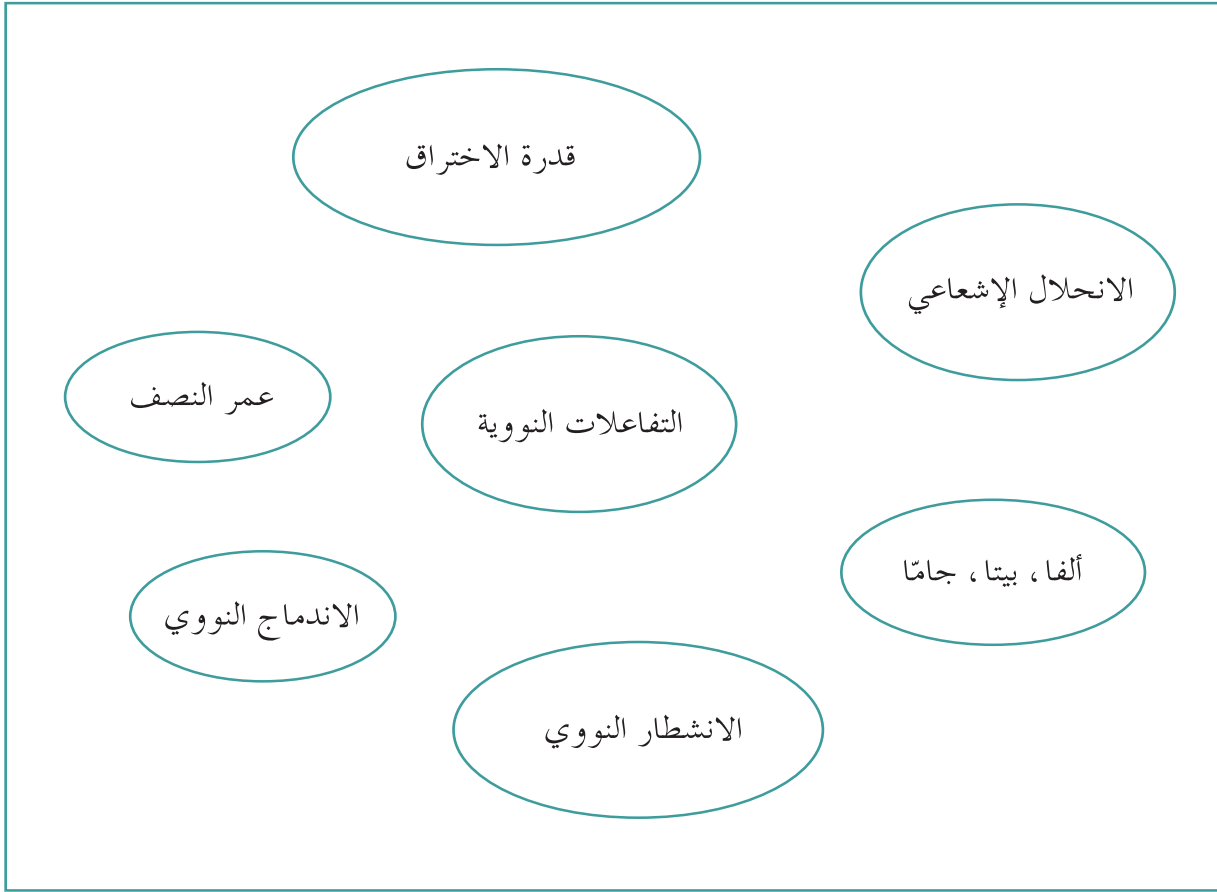 قدرة الاختراق
الانحلال الإشعاعي
عمر النصف
التفاعلات النووية
ألفا، بيتا، جامّا
الاندماج النووي
الانشطار النووي